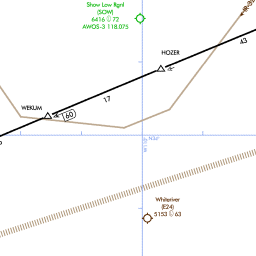 Show Low Rgnl
(SOW)
6416 72
AWOS-3 118.075
HOZER
43
WEKUM
60
17
N34°
Whiteriver
(E24)
5153 63